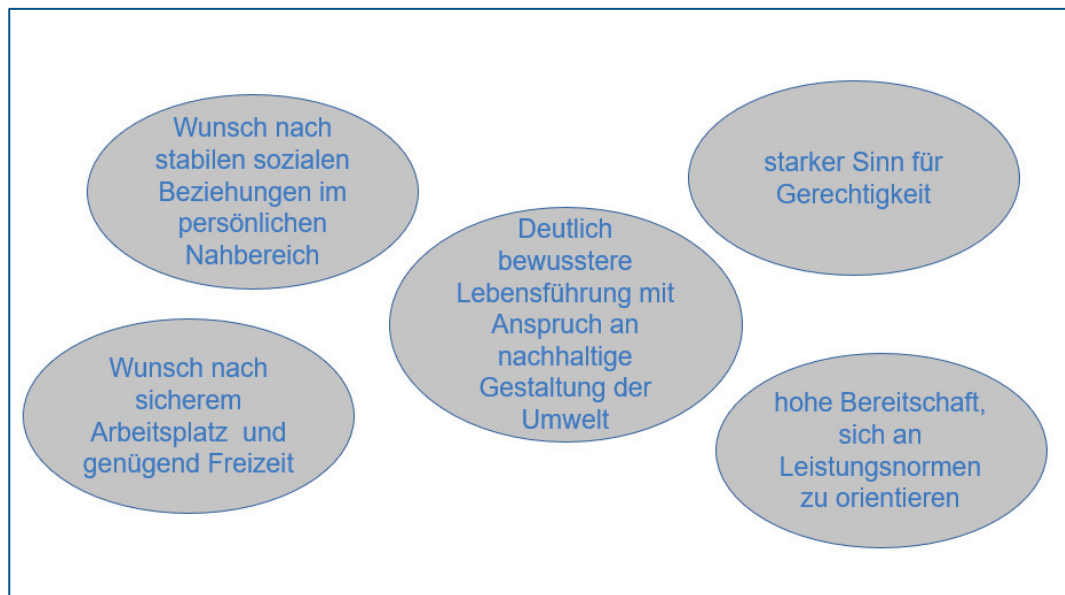 Wunsch nach
stabilen sozialen
Beziehungen im
persönlichen
Nahbereich
starker Sinn für
Gerechtigkeit
Deutlich
bewusstere
Lebensführung mit
Anspruch an
nachhaltige
Gestaltung der
Umwelt
Wunsch nach
sicherem
Arbeitsplatz  und
genügend Freizeit
hohe Bereitschaft,
sich an
Leistungsnormen
zu orientieren